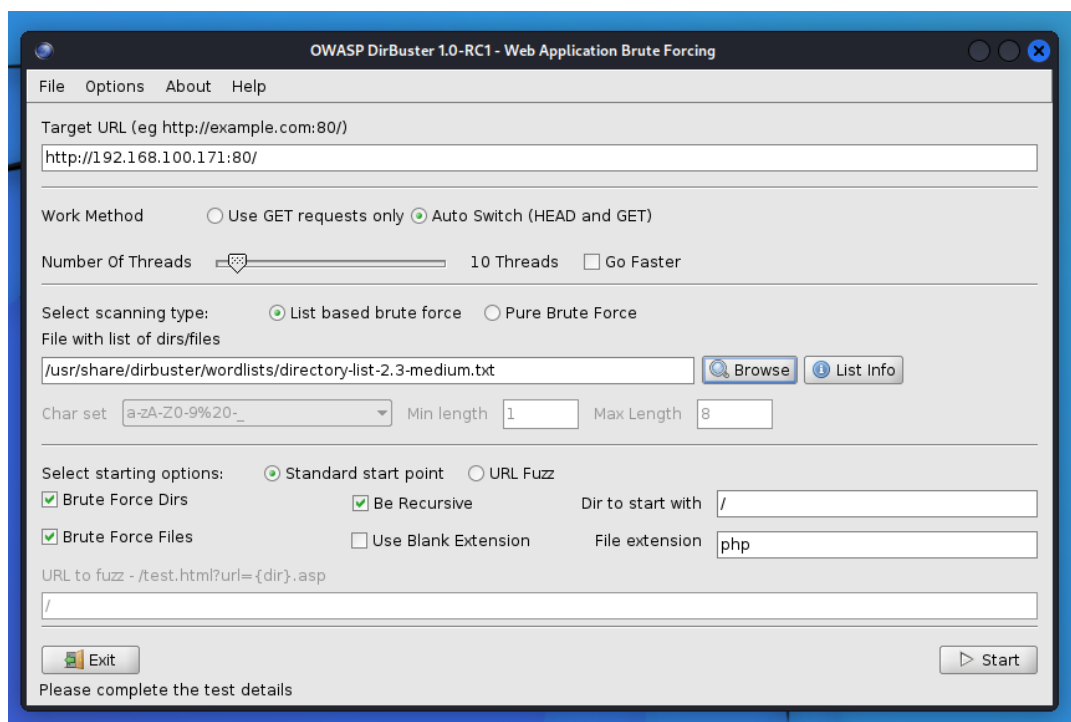 OWASP DirBuster 1.0-RC1 - Web Application Brute Forcing
File Options About Help
Target URL (eg http://example.com:80/)
http://192.168.100.171:80/
Work Method Use GET requests only Auto Switch (HEAD and GET)
Number Of Threads 10 Threads Go Faster
Select scanning type: List based brute force Pure Brute Force
File with list of dirs/files
/usr/share/dirbuster/wordlists/directory-list-2.3-medium.txt Browse List Info
Char set a-zA-Z0-9%20-_ Min length 1 Max Length 8
Select starting options: Standard start point URL Fuzz
Brute Force Dirs Be Recursive Dir to start with /
Brute Force Files Use Blank Extension File extension php
URL to fuzz - /test.html?url={dir}.asp
/
Exit Start
Please complete the test details